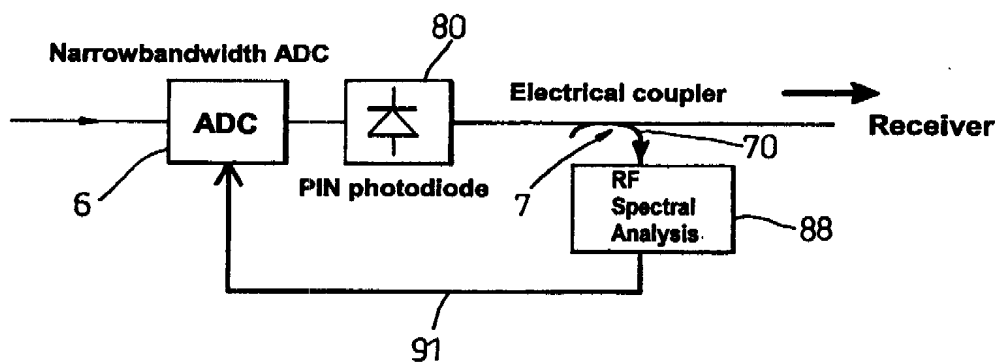 80
Narrowbandwidth ADC
Electrical coupler
ADC
Receiver
70
PIN photodiode
6
7
RF
Spectral
Analysis
88
91